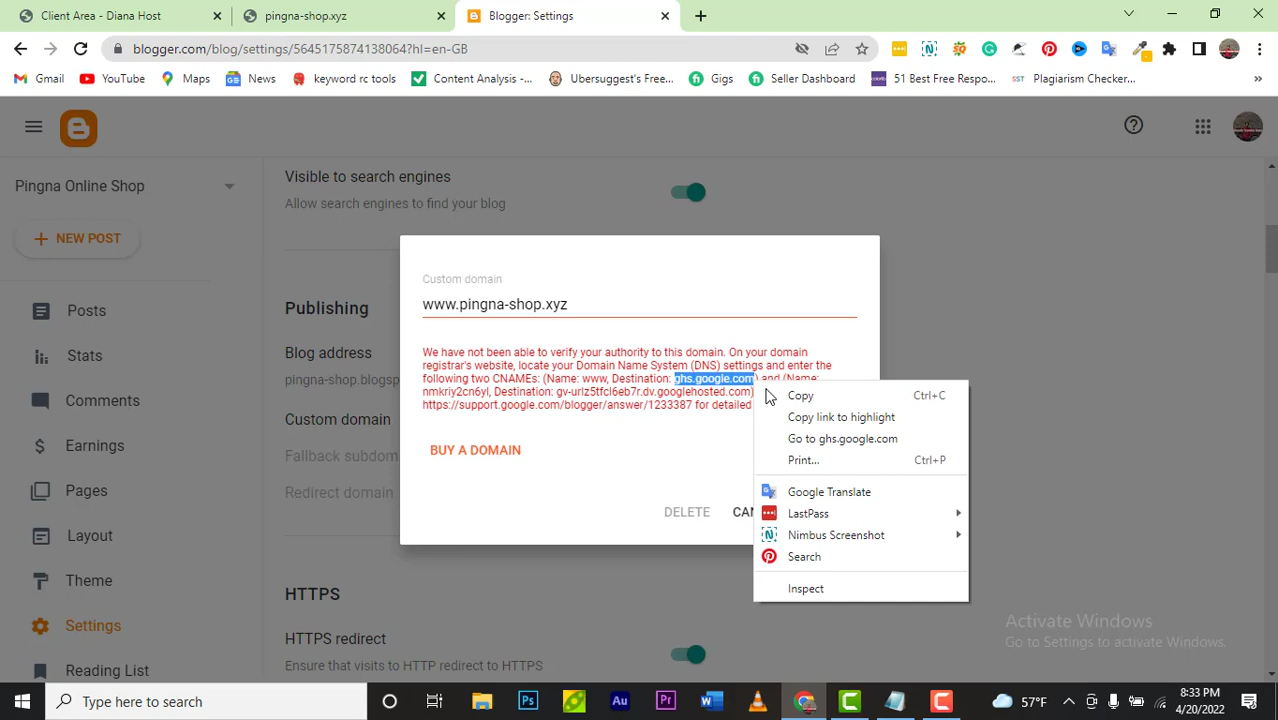 Client Area - Diana Host
pingna-shop.xyz
Blogger: Settings
blogger.com/blog/settings/5645175874138064?hl=en-GB
Gmail
YouTube
Maps
News
keyword rc tools
Content Analysis -...
Ubersuggest's Free...
Gigs
Seller Dashboard
51 Best Free Respo...
SST
Plagiarism Checker...
»
Pingna Online Shop
NEW POST
Posts
Stats
Comments
Earnings
Pages
Layout
Theme
Settings
Reading List
Visible to search engines
Allow search engines to find your blog
Publishing
Blog address
pingna-shop.blogsp
Custom domain
Fallback subdom
Redirect domain
HTTPS
HTTPS redirect
Ensure that visits to HTTP redirect to HTTPS
Custom domain
www.pingna-shop.xyz
We have not been able to verify your authority to this domain. On your domain
registrar's website, locate your Domain Name System (DNS) settings and enter the
following two CNAMEs: (Name: www, Destination: ghs.google.com) and (Name:
nmkriy2cn6yl, Destination: gv-urlz5tfcl6eb7r.dv.googlehosted.com)
https://support.google.com/blogger/answer/1233387 for detailed
BUY A DOMAIN
DELETE
CAN
Copy Ctrl+C
Copy link to highlight
Go to ghs.google.com
Print... Ctrl+P
Google Translate
LastPass
Nimbus Screenshot
Search
Inspect
Activate Windows
Go to Settings to activate Windows.
Type here to search
57°F
8:33 PM
4/20/2022